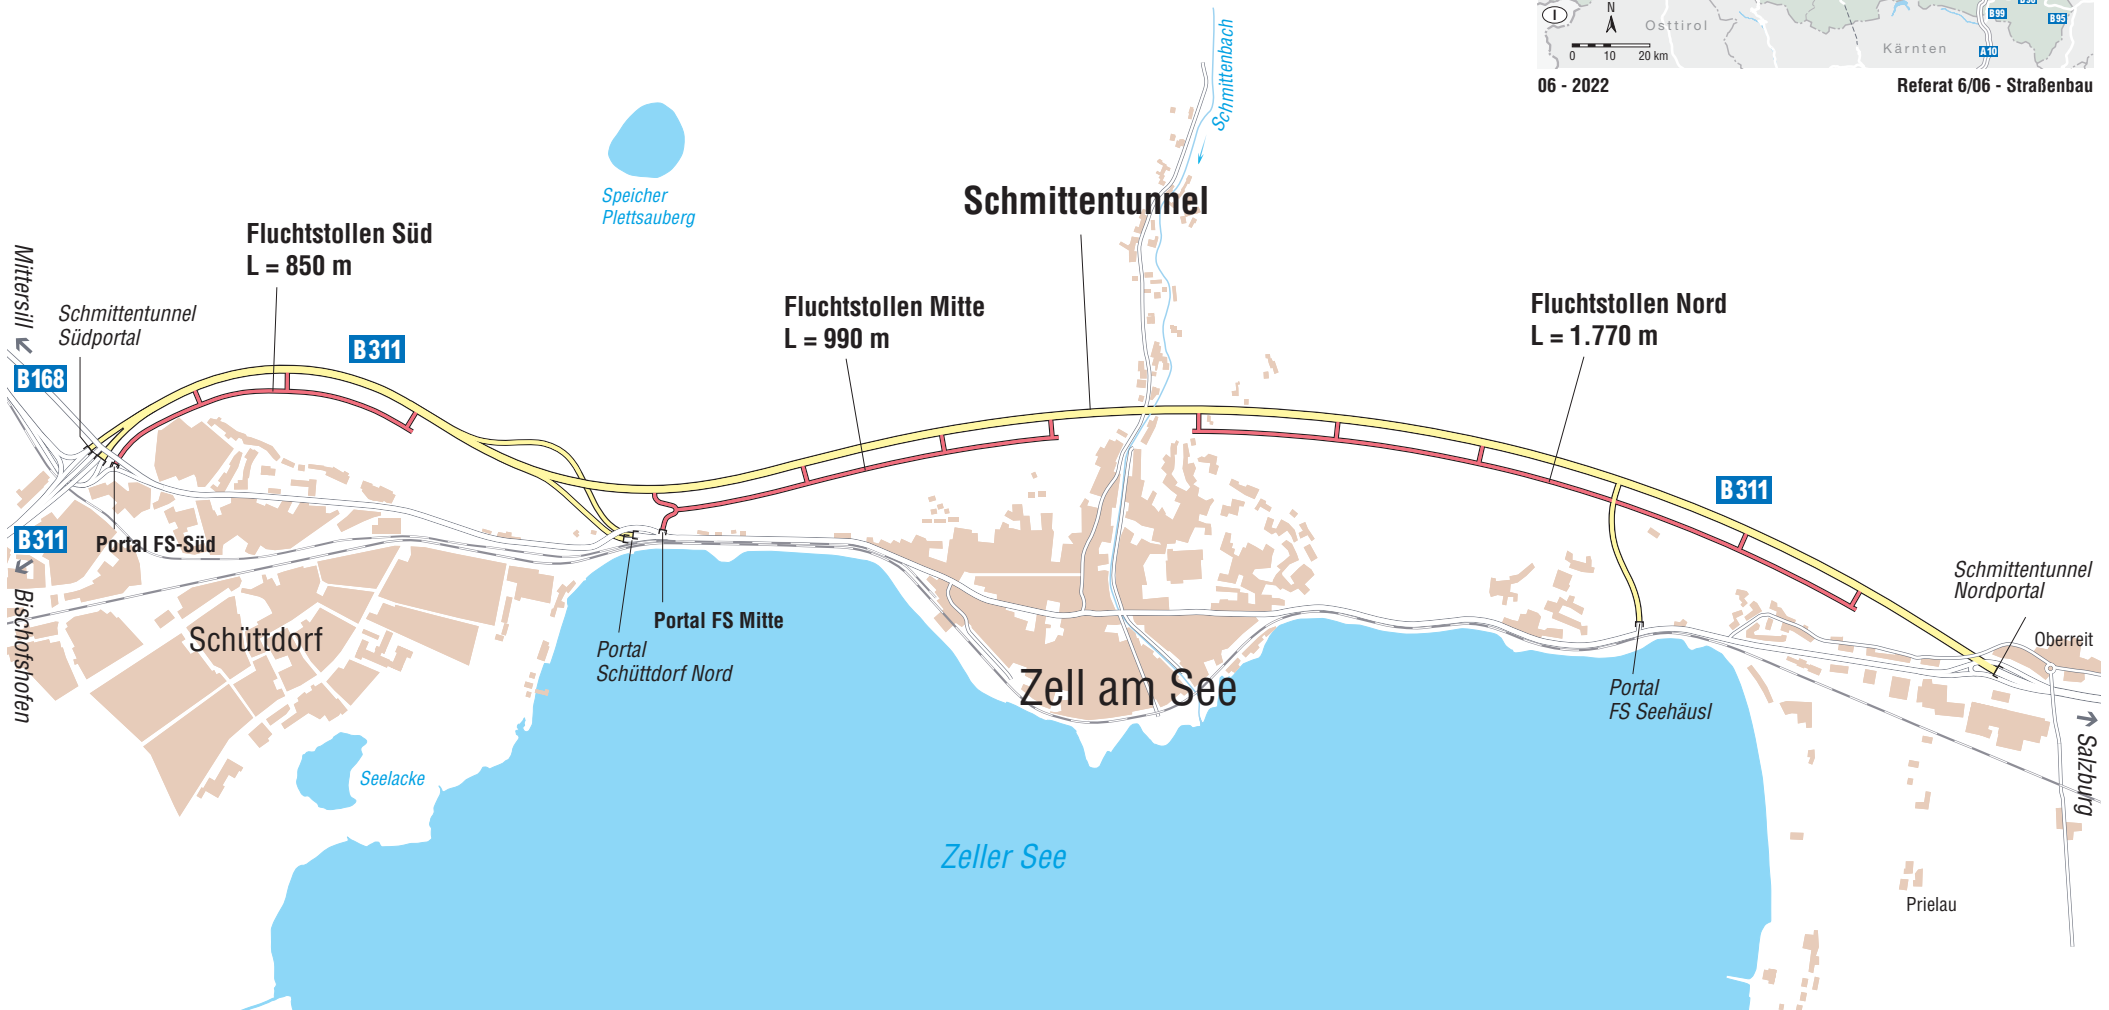 I
N
Osttirol
Kärnten
B99
B95
A10
0 10 20 km
06 - 2022
Referat 6/06 - Straßenbau
Schmittenbach
Speicher
Plettsauberg
Schmittentunnel
Fluchtstollen Süd
L = 850 m
Mittersill
Schmittentunnel
Südportal
B311
B168
Fluchtstollen Mitte
L = 990 m
Fluchtstollen Nord
L = 1.770 m
B311
B311
Portal FS-Süd
Bischofshofen
Schüttdorf
Portal FS Mitte
Portal
Schüttdorf Nord
Zell am See
Schmittentunnel
Nordportal
Oberreit
Portal
FS Seehäusl
Salzburg
Seelacke
Zeller See
Prielau